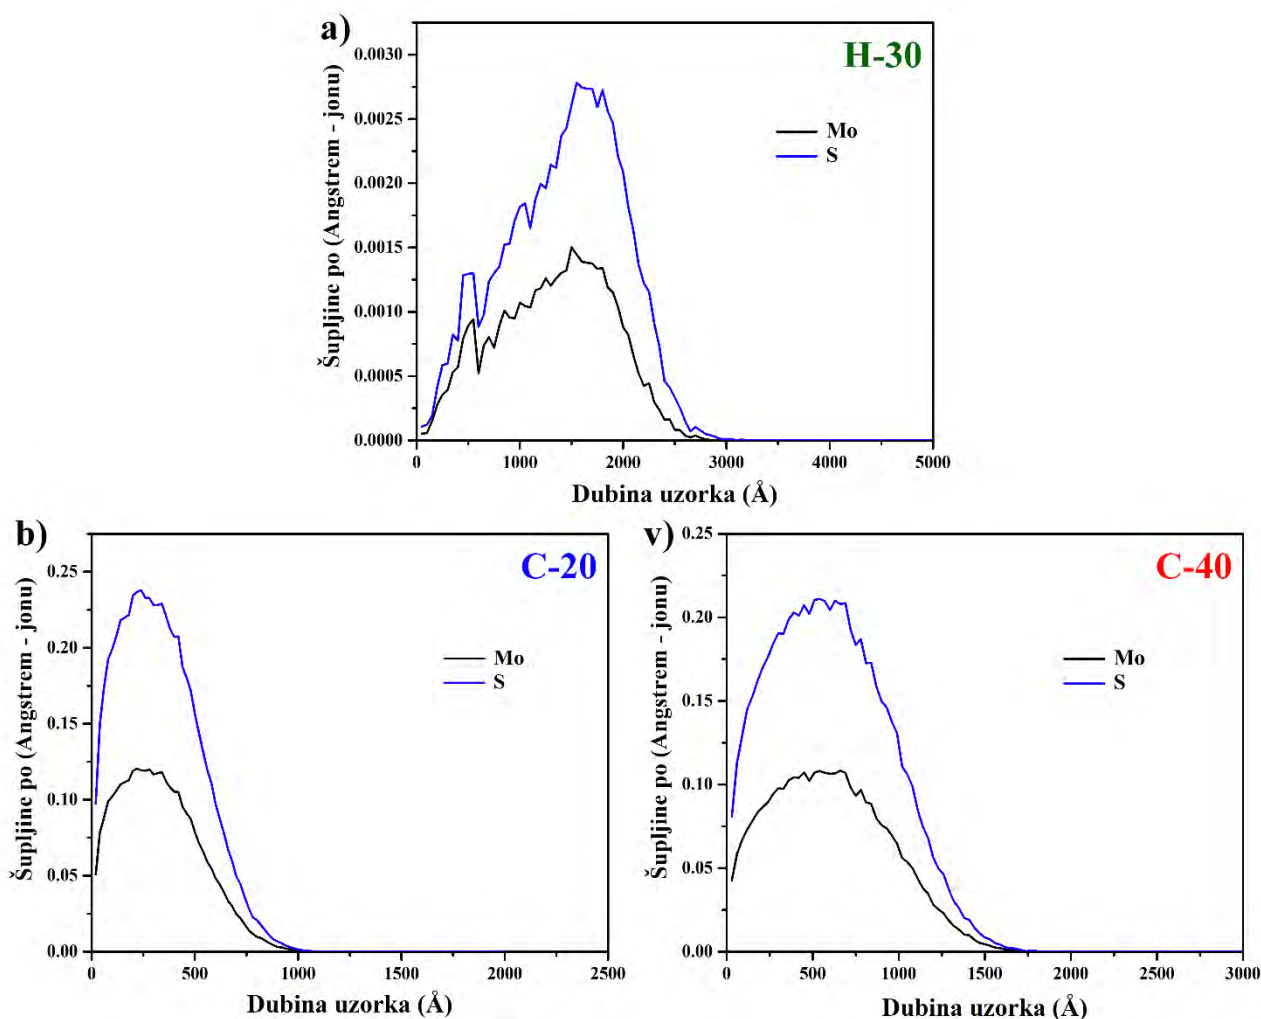 a)
H-30
Šupljine po (Angstrem - jonu)
0.0030
0.0025
0.0020
0.0015
0.0010
0.0005
0.0000
Mo
S
0 1000 2000 3000 4000 5000
Dubina uzorka (Å)
b)
C-20
Šupljine po (Angstrem - jonu)
0.25
0.20
0.15
0.10
0.05
0.00
Mo
S
0 500 1000 1500 2000 2500
Dubina uzorka (Å)
v)
C-40
Šupljine po (Angstrem - jonu)
0.25
0.20
0.15
0.10
0.05
0.00
Mo
S
0 500 1000 1500 2000 2500 3000
Dubina uzorka (Å)